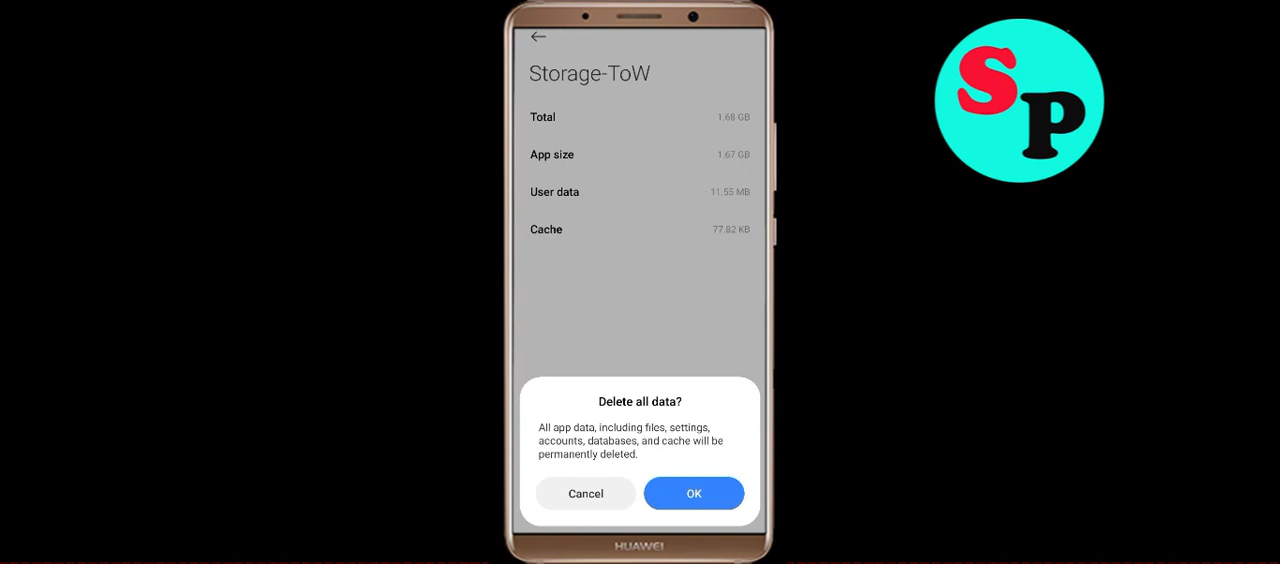 Storage-ToW
Total 1.68 GB
App size 1.67 GB
User data 11.55 MB
Cache 77.82 KB
Delete all data?
All app data, including files, settings,
accounts, databases, and cache will be
permanently deleted.
Cancel OK
HUAWEI
SP